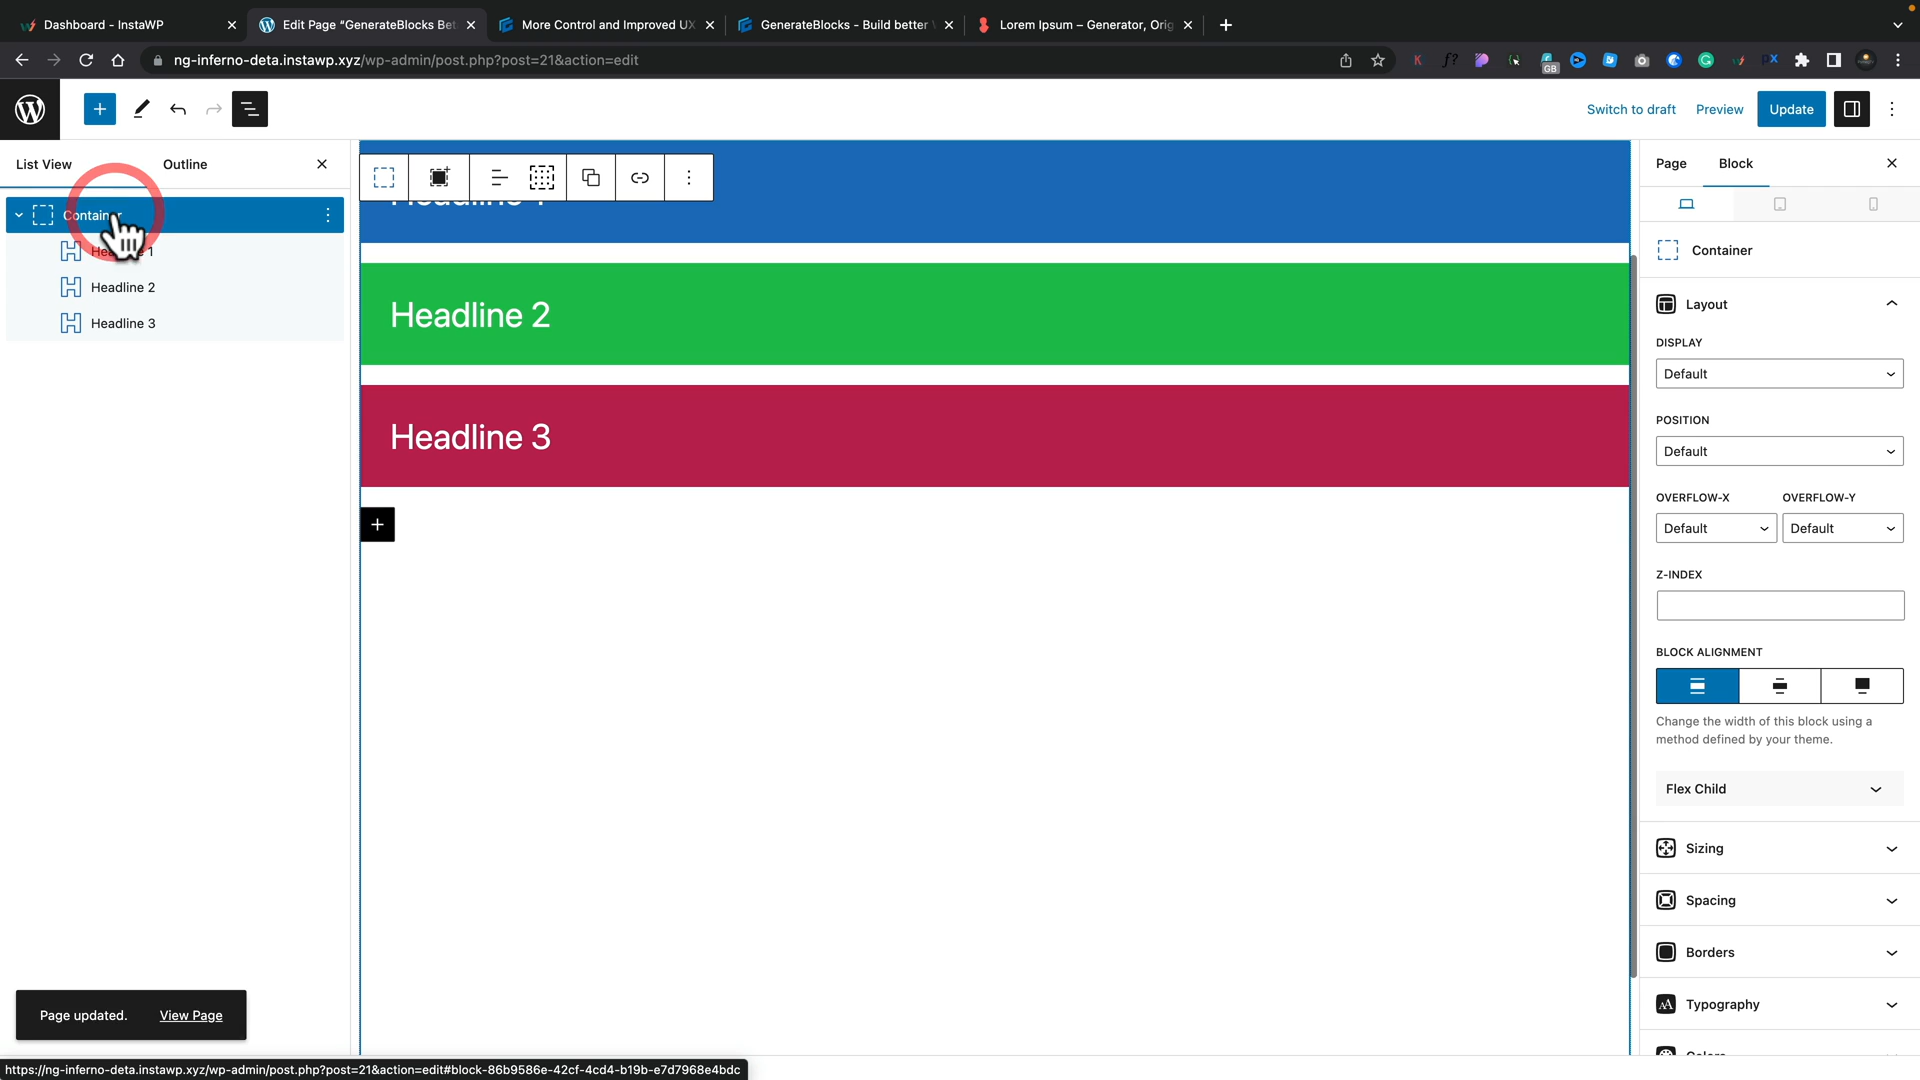 Dashboard - InstaWP
Edit Page "GenerateBlocks Bet
More Control and Improved UX
GenerateBlocks - Build better
Lorem Ipsum – Generator, Orig
ng-inferno-deta.instawp.xyz/wp-admin/post.php?post=21&action=edit
GB
Switch to draft
Preview
Update
List View
Outline
Container
Headline 2
Headline 3
Headline 2
Headline 3
Page updated.
View Page
Page
Block
Container
Layout
DISPLAY
Default
POSITION
Default
OVERFLOW-X
OVERFLOW-Y
Default
Default
Z-INDEX
BLOCK ALIGNMENT
Change the width of this block using a
method defined by your theme.
Flex Child
Sizing
Spacing
Borders
Typography
https://ng-inferno-deta.instawp.xyz/wp-admin/post.php?post=21&action=edit#block-86b9586e-42cf-4cd4-b19b-e7d7968e4bdc